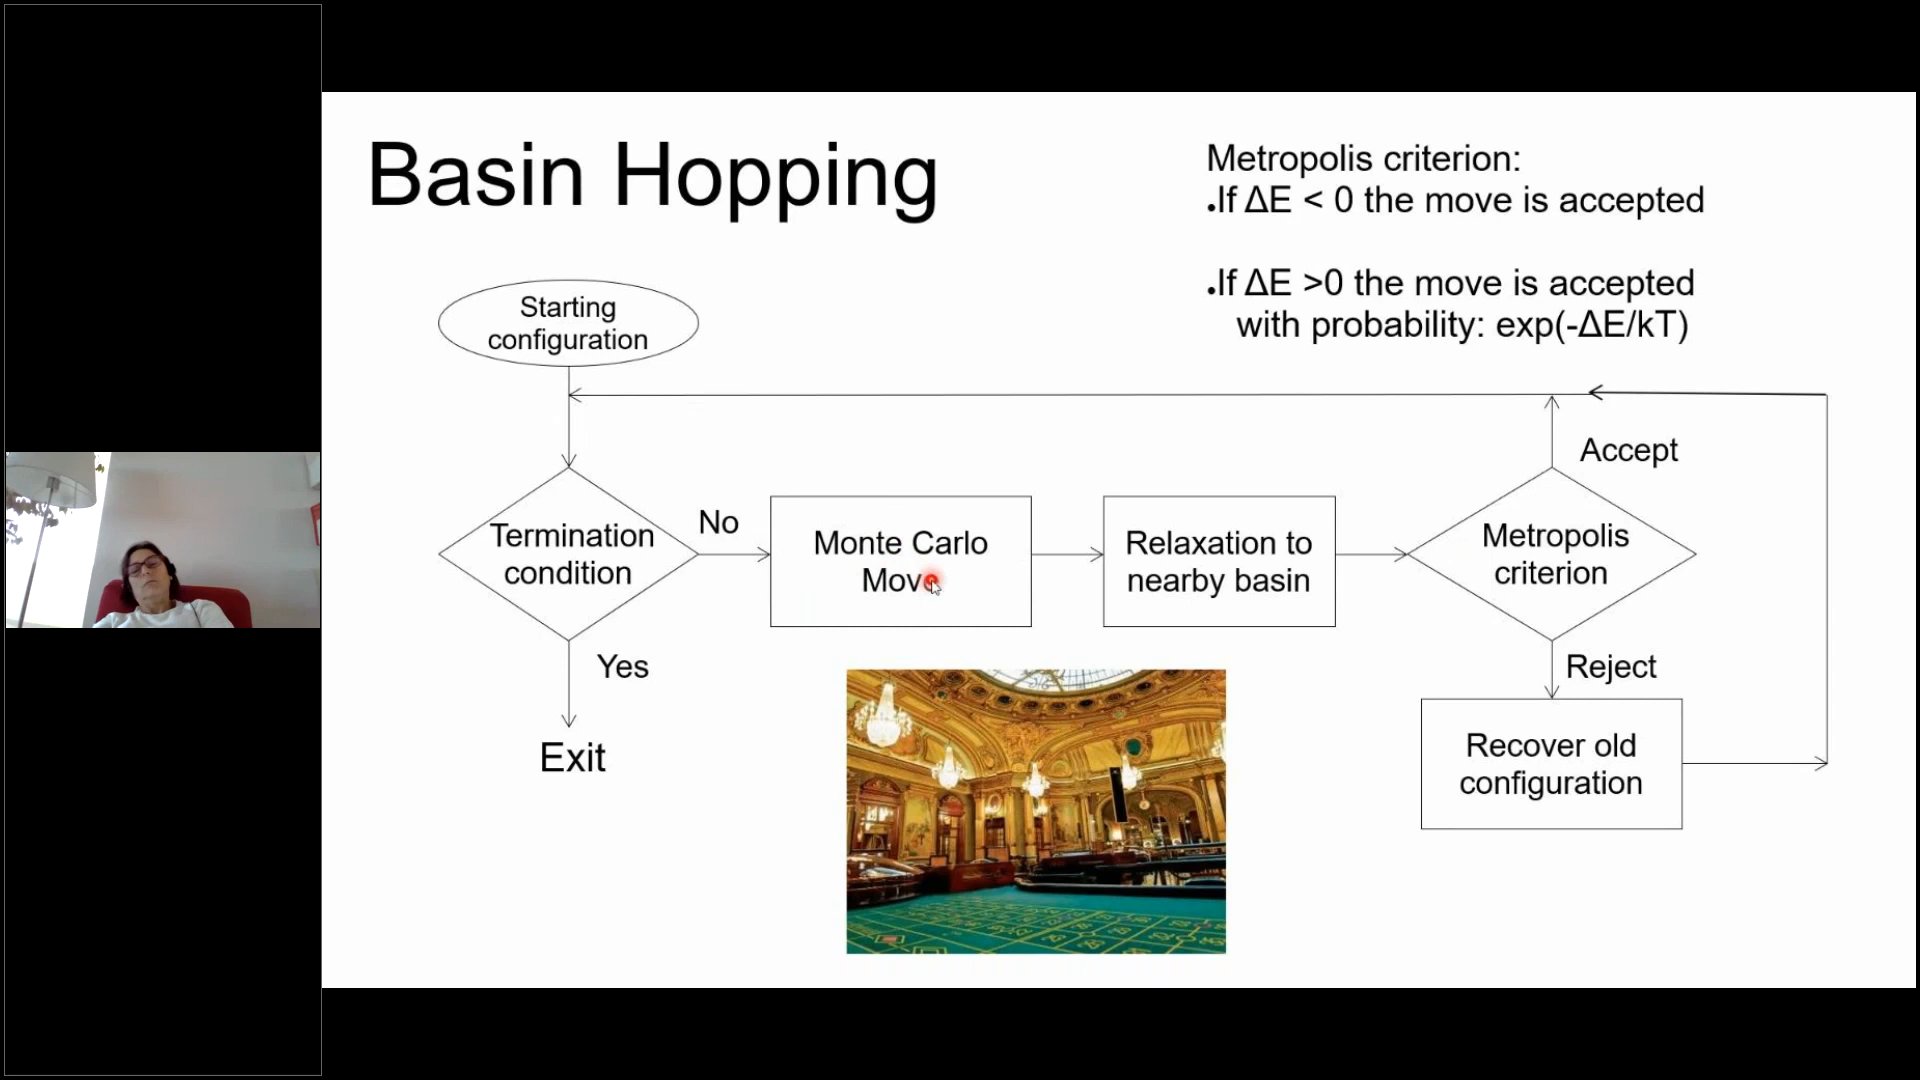 Basin Hopping
Metropolis criterion:
.If ΔE < 0 the move is accepted
.If ΔE >0 the move is accepted
with probability: exp(-ΔE/kT)
Starting
configuration
Accept
No
Termination
condition
Monte Carlo
Move
Relaxation to
nearby basin
Metropolis
criterion
Yes
Reject
Exit
Recover old
configuration